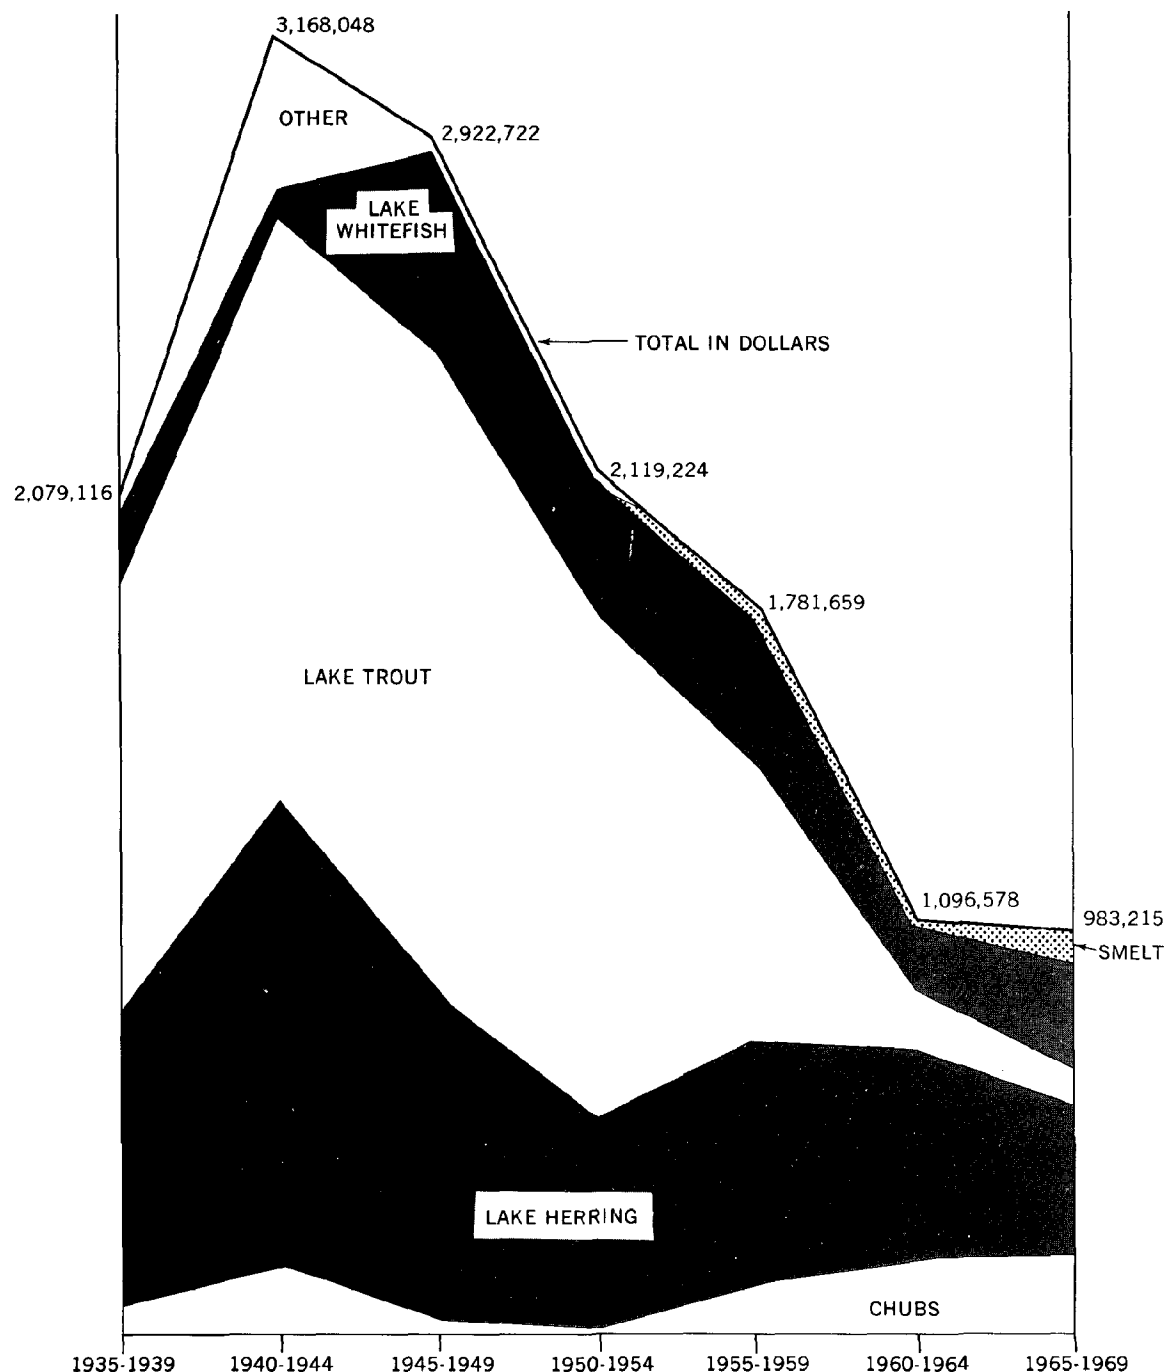 3,168,048
OTHER
2,922,722
LAKE
WHITEFISH
TOTAL IN DOLLARS
2,119,224
2,079,116
1,781,659
LAKE TROUT
1,096,578
983,215
SMELT
LAKE HERRING
CHUBS
1935-1939 1940-1944 1945-1949 1950-1954 1955-1959 1960-1964 1965-1969